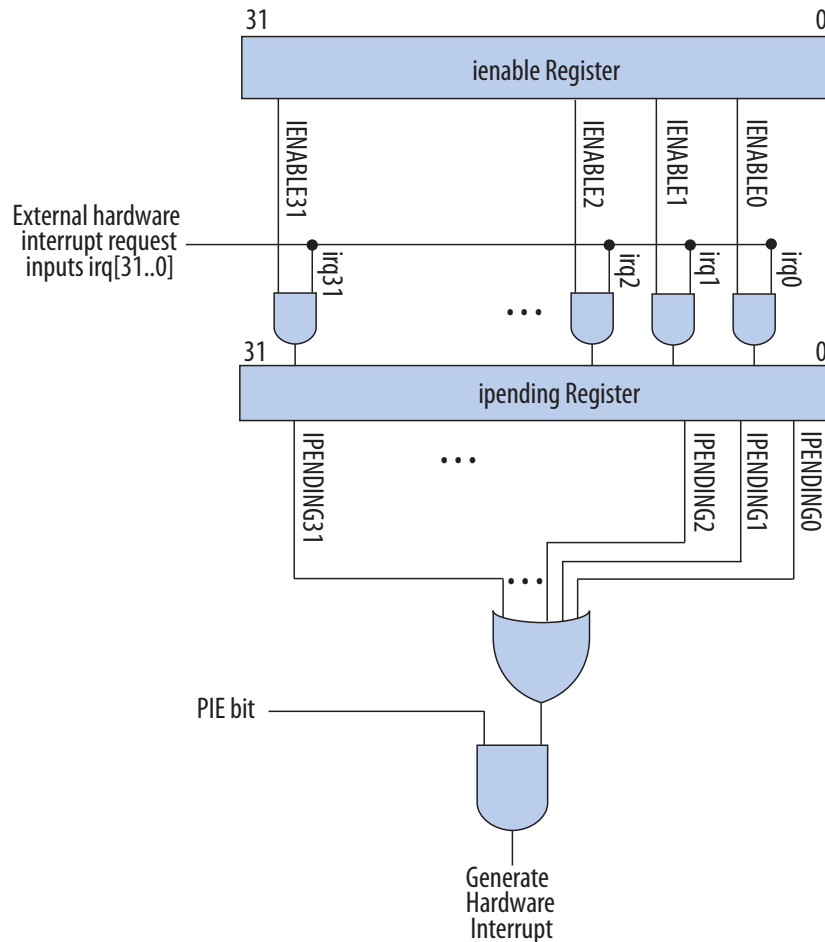 31 0
ienable Register
IENABLE31
IENABLE2
IENABLE1
IENABLE0
External hardware
interrupt request
inputs irq[31..0]
irq31
irq2
irq1
irq0
...
31 0
ipending Register
IPENDING31
...
IPENDING2
IPENDING1
IPENDING0
...
PIE bit
Generate
Hardware
Interrupt